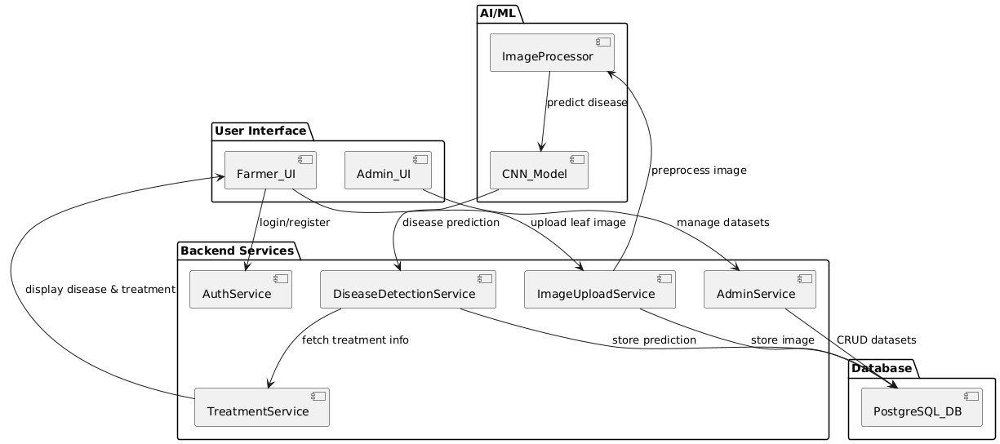 AI/ML
ImageProcessor
predict disease
User Interface
Farmer_UI
Admin_UI
CNN_Model
preprocess image
login/register
disease prediction
upload leaf image
manage datasets
Backend Services
AuthService
DiseaseDetectionService
ImageUploadService
AdminService
display disease & treatment
fetch treatment info
store prediction
store image
CRUD datasets
Database
TreatmentService
PostgreSQL_DB